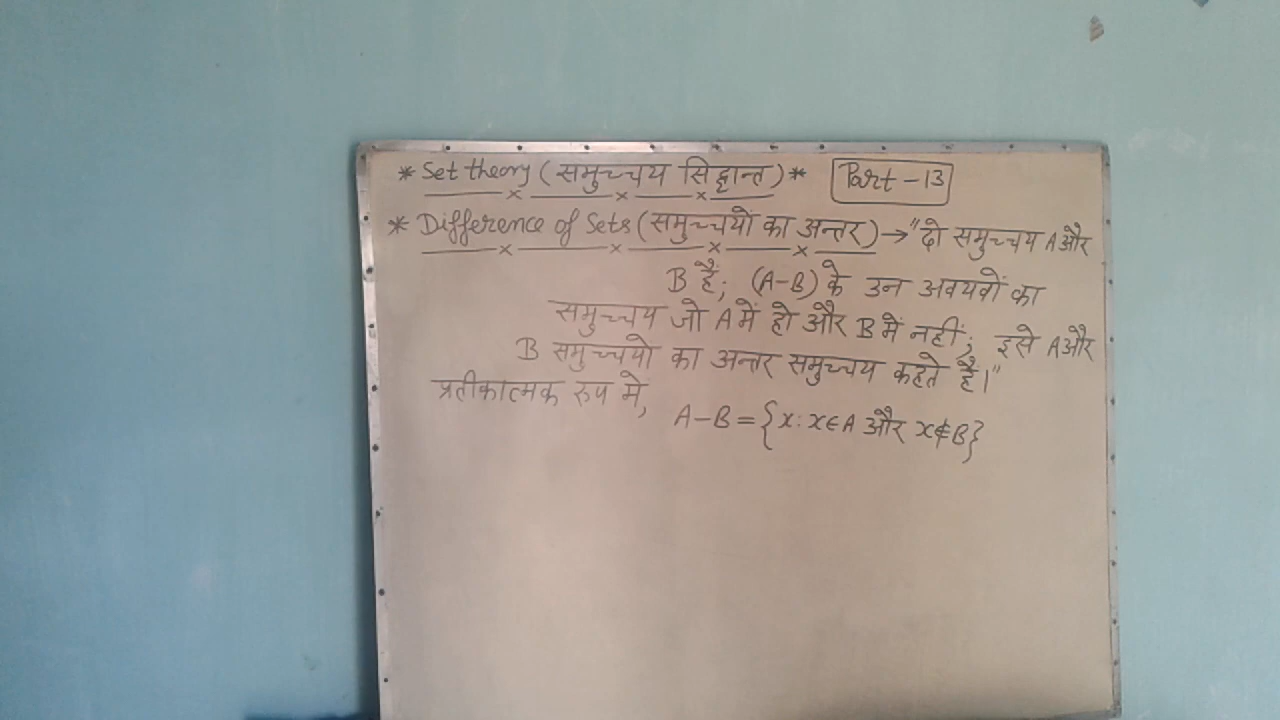 * Set theory (समुच्चय सिद्धान्त) * Part-13
* Difference of Sets (समुच्चयों का अन्तर) → "दो समुच्चय A और
B हैं; (A-B) के उन अवयवों का
समुच्चय जो A में हो और B में नहीं; इसे A और
B समुच्चयो का अन्तर समुच्चय कहते है।"
प्रतीकात्मक रुप में,
A-B = {x: x∈A और x∉B}